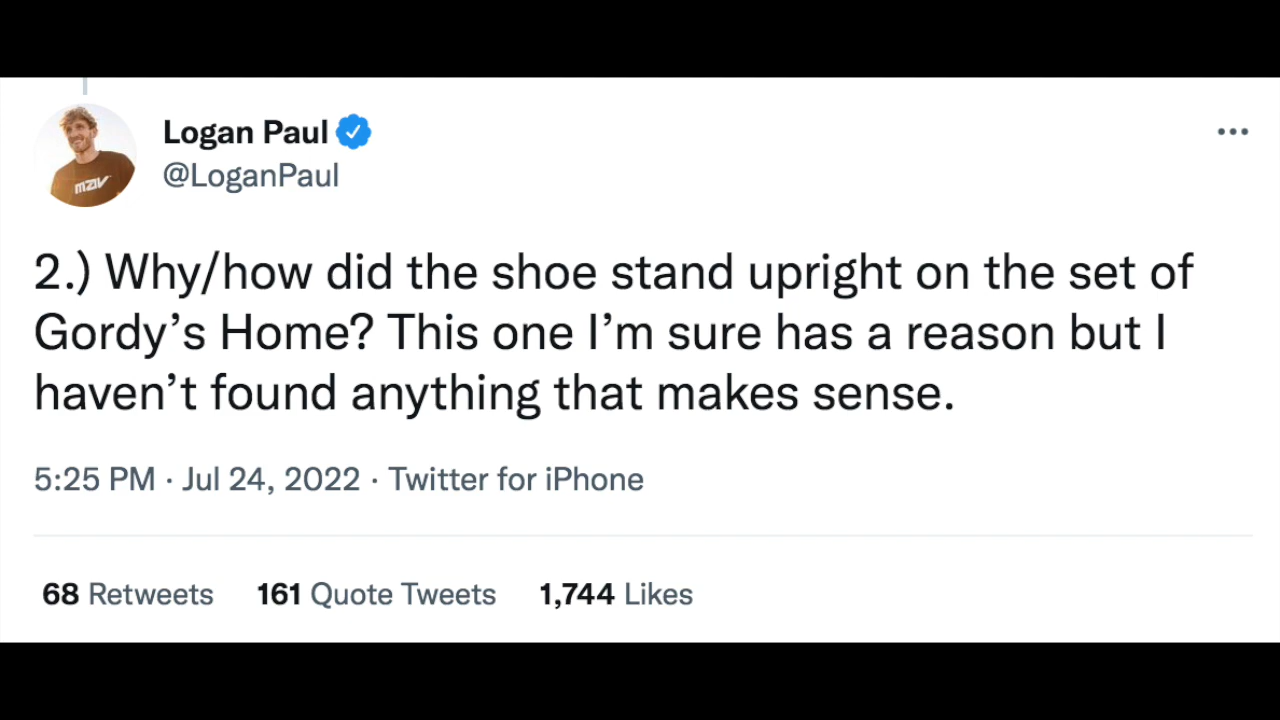 Logan Paul
@LoganPaul
MZIV
2.) Why/how did the shoe stand upright on the set of
Gordy’s Home? This one I’m sure has a reason but I
haven’t found anything that makes sense.
5:25 PM · Jul 24, 2022 · Twitter for iPhone
68 Retweets 161 Quote Tweets 1,744 Likes